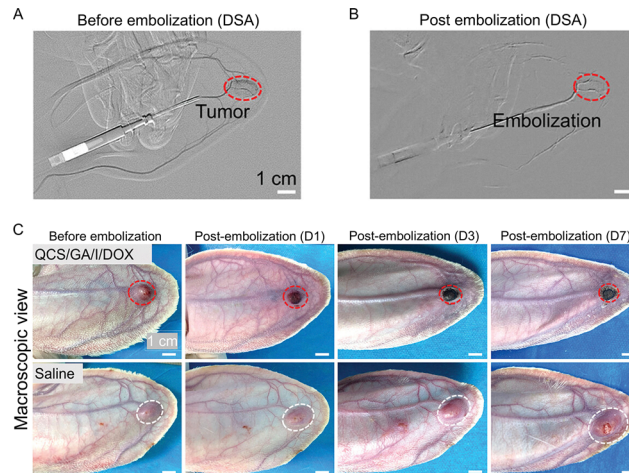 A
Before embolization (DSA)
Tumor
1 cm
B
Post embolization (DSA)
Embolization
C
Before embolization
Post-embolization (D1)
Post-embolization (D3)
Post-embolization (D7)
Macroscopic view
QCS/GA/I/DOX
1 cm
Saline